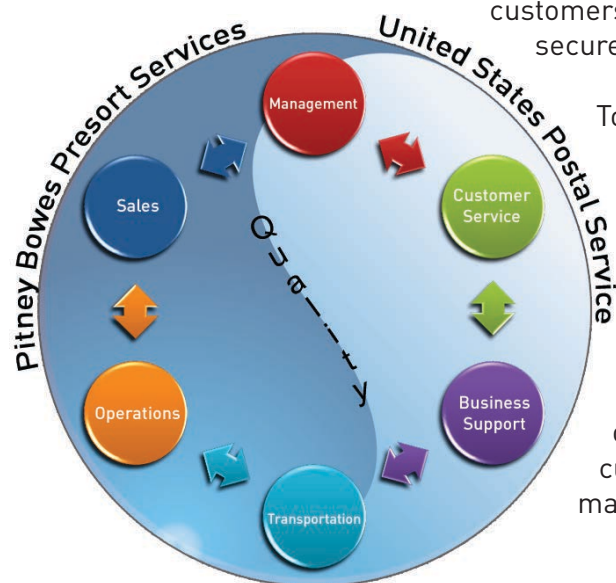 customers
secure
To
Pitney Bowes Presort Services
United States Postal Service
Management
Sales
Customer
Service
Quality
Operations
Business
Support
Transportation
cu
ma